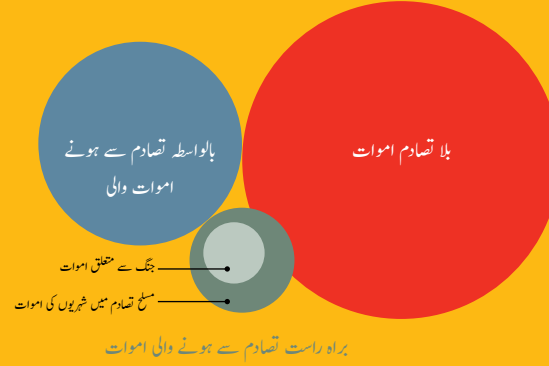 بلا تصادم اموات
بالواسطہ تصادم سے ہونے
اموات والی
جنگ سے متعلق اموات
مسلح تصادم میں شہریوں کی اموات
براہ راست تصادم سے ہونے والی اموات